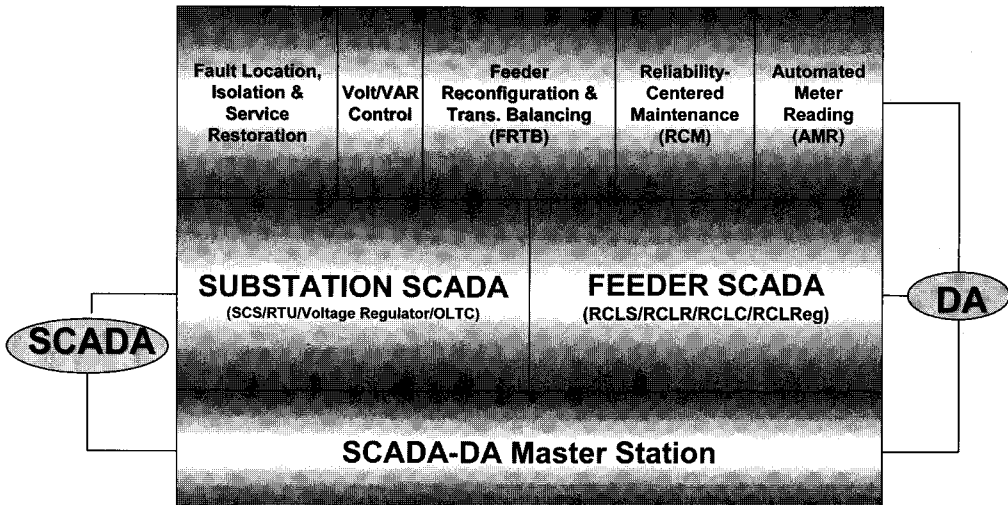 Fault Location,
Isolation &
Service
Restoration
Volt/VAR
Control
Feeder
Reconfiguration &
Trans. Balancing
(FRTB)
Reliability-
Centered
Maintenance
(RCM)
Automated
Meter
Reading
(AMR)
SUBSTATION SCADA
(SCS/RTU/Voltage Regulator/OLTC)
FEEDER SCADA
(RCLS/RCLR/RCLC/RCLReg)
SCADA
DA
SCADA-DA Master Station